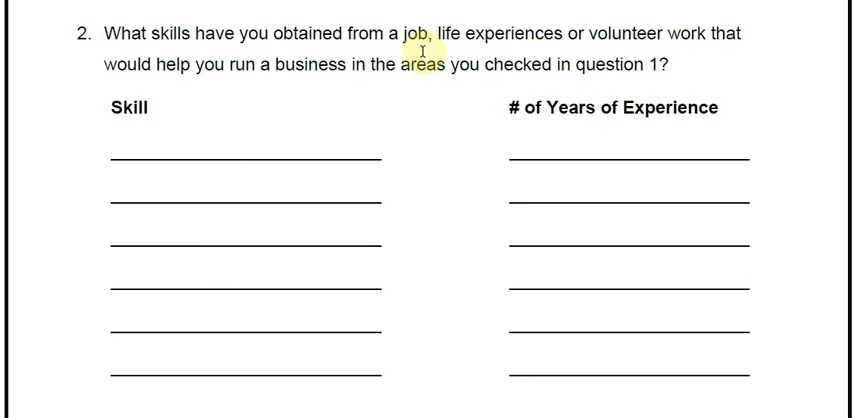 2. What skills have you obtained from a job, life experiences or volunteer work that
would help you run a business in the areas you checked in question 1?
Skill # of Years of Experience